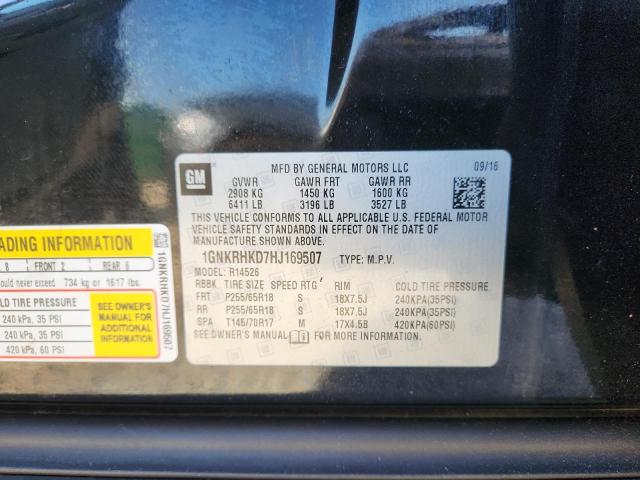 GM
MFD BY GENERAL MOTORS LLC 09/16
GVWR GAWR FRT GAWR RR
2908 KG 1450 KG 1600 KG
6411 LB 3196 LB 3527 LB
THIS VEHICLE CONFORMS TO ALL APPLICABLE U.S. FEDERAL MOTOR
VEHICLE SAFETY STANDARDS IN EFFECT ON THE DATE OF
MANUFACTURE SHOWN ABOVE.
1GNKRHKD7HJ169507 TYPE: M.P.V.
MODEL: R14526
RBBK TIRE SIZE SPEED RTG RIM COLD TIRE PRESSURE
FRT P255/65R18 S 18X7.5J 240KPA(35PSI)
RR P255/65R18 S 18X7.5J 240KPA(35PSI)
SPA T145/70R17 M 17X4.5B 420KPA(60PSI)
SEE OWNER'S MANUAL FOR MORE INFORMATION.
ADING INFORMATION
8 FRONT 2 REAR 6
ould never exceed 734 kg or 1617 lbs.
COLD TIRE PRESSURE
240 kPa, 35 PSI
240 kPa, 35 PSI
420 kPa, 60 PSI
SEE OWNER'S
MANUAL FOR
ADDITIONAL
INFORMATION
1GNKRHKD7HJ169507